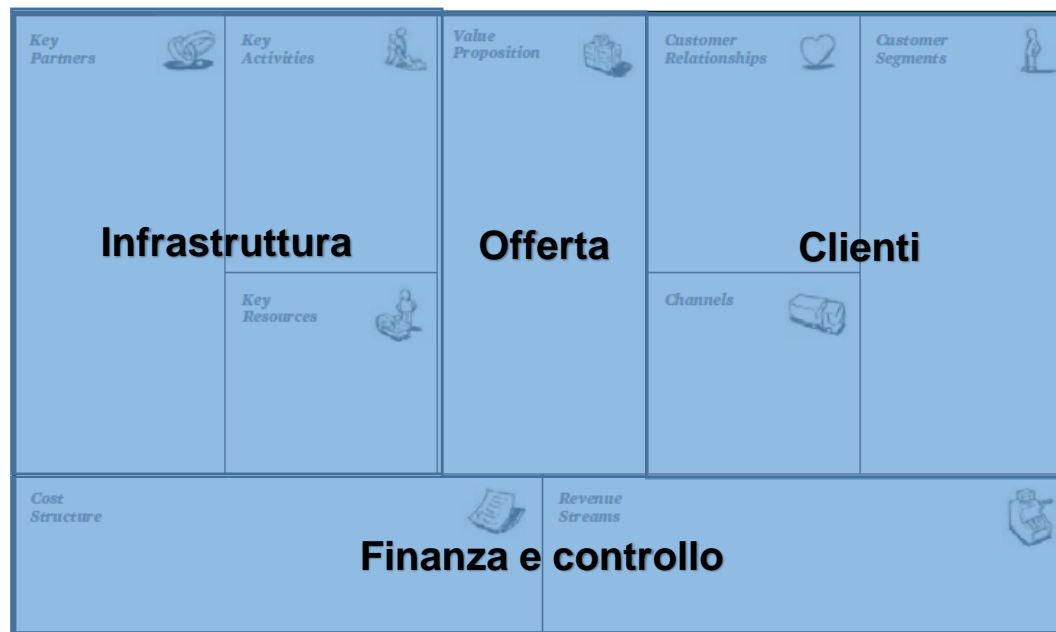 Key
Partners
Key
Activities
Value
Proposition
Customer
Relationships
Customer
Segments
Infrastruttura
Offerta
Clienti
Key
Resources
Channels
Cost
Structure
Revenue
Streams
Finanza e controllo